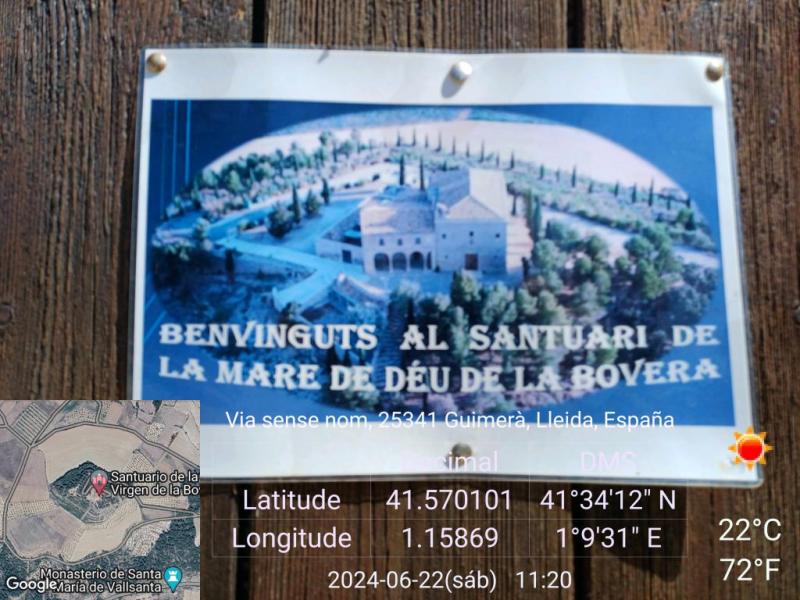 BENVINGUTS AL SANTUARI DE
LA MARE DE DÉU DE LA BOVERA
Via sense nom, 25341 Guimerà, Lleida, España
Decimal DMS
Latitude 41.570101 41°34'12" N
Longitude 1.15869 1°9'31" E
2024-06-22(sáb) 11:20
22°C
72°F
Santuario de la
Virgen de la Bo
Monasterio de Santa
María de Vallsanta
Google